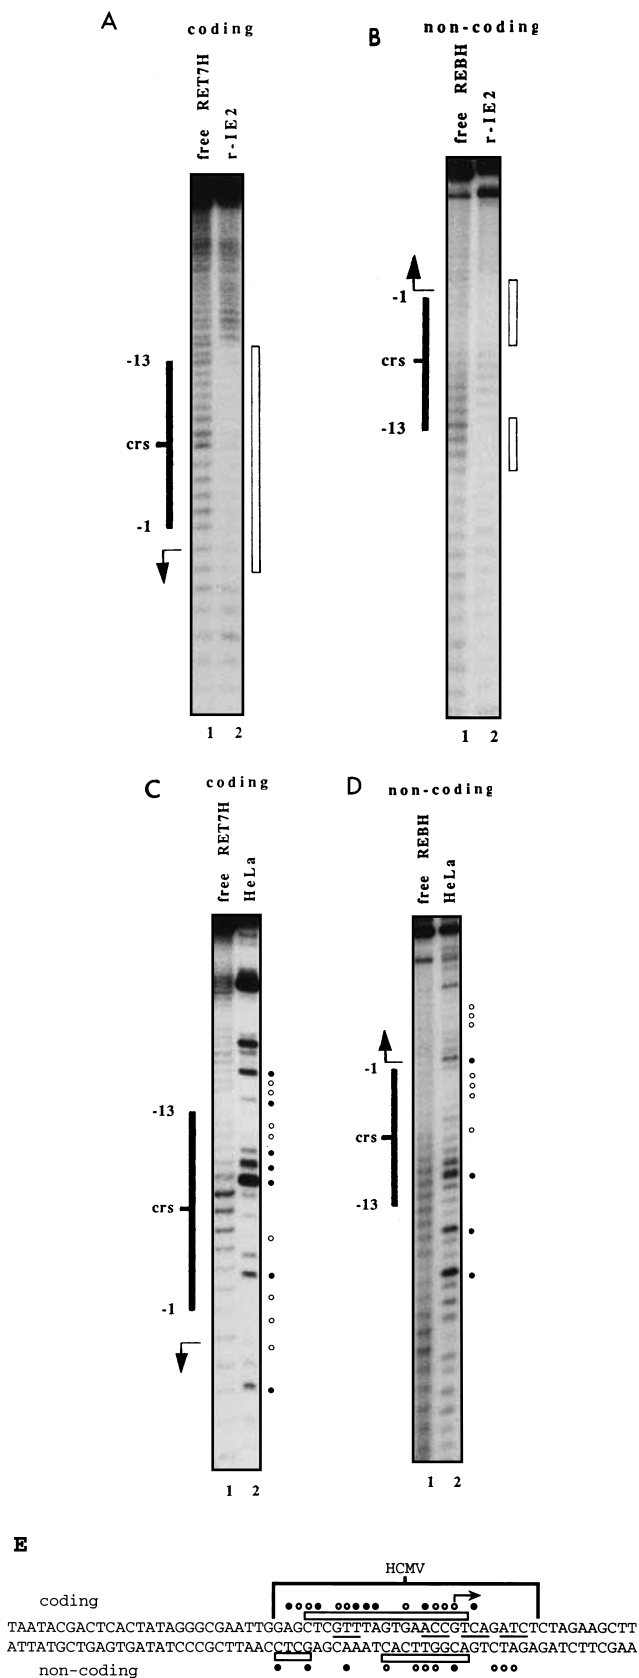 A
coding
free RET7H
r-IE2
-13
crs
-1
1 2
B
non-coding
free REBH
r-IE2
-1
crs
-13
1 2
C
coding
free RET7H
HeLa
-13
crs
-1
1 2
D
non-coding
free REBH
HeLa
-1
crs
-13
1 2
E
HCMV
coding
TAATACGACTCACTATAGGGCGAATTGGAGCTCGTTTAGTGAACCGTCAGATCTCTAGAAGCTT
ATTATGCTGAGTGATATCCCGCTTAACCTCGAGCAAATCACTTGGCAGTCTAGAGATCTTCGAA
non-coding